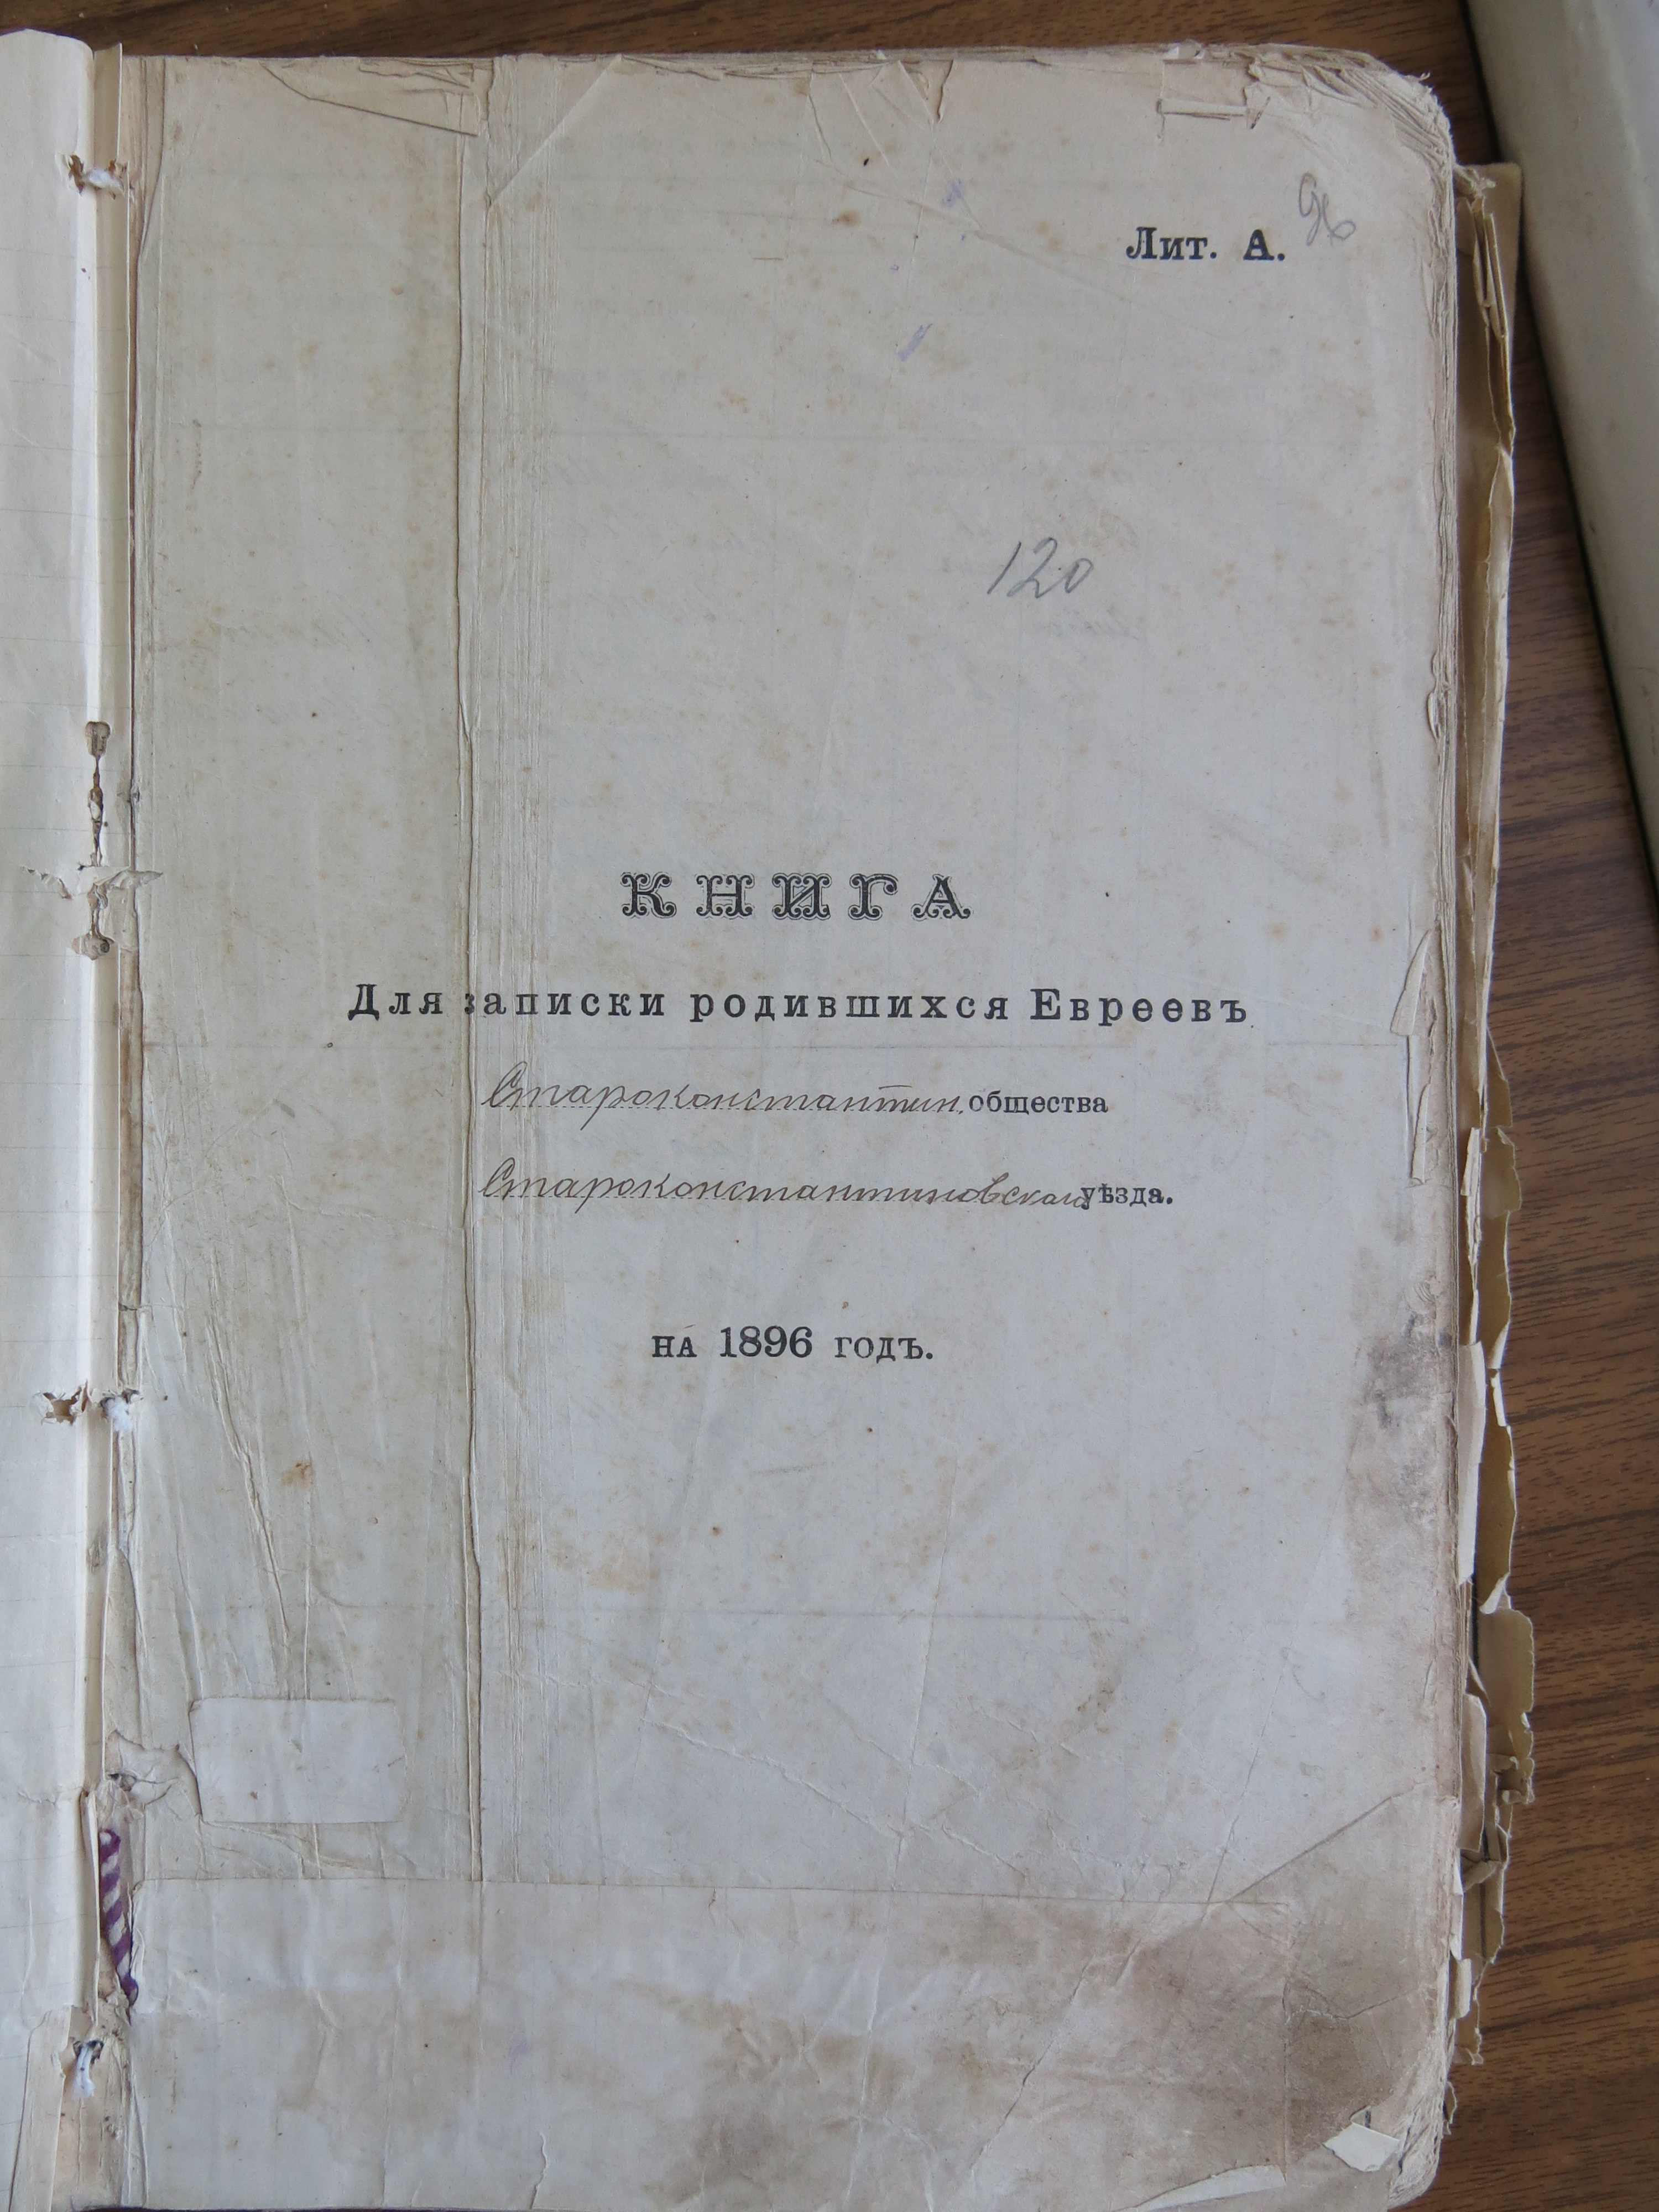 Лит. А.
96
120
КНИГА
Для записки родившихся Евреевъ
Староконстантин. общества
Староконстантиновскаго уѣзда.
на 1896 годъ.